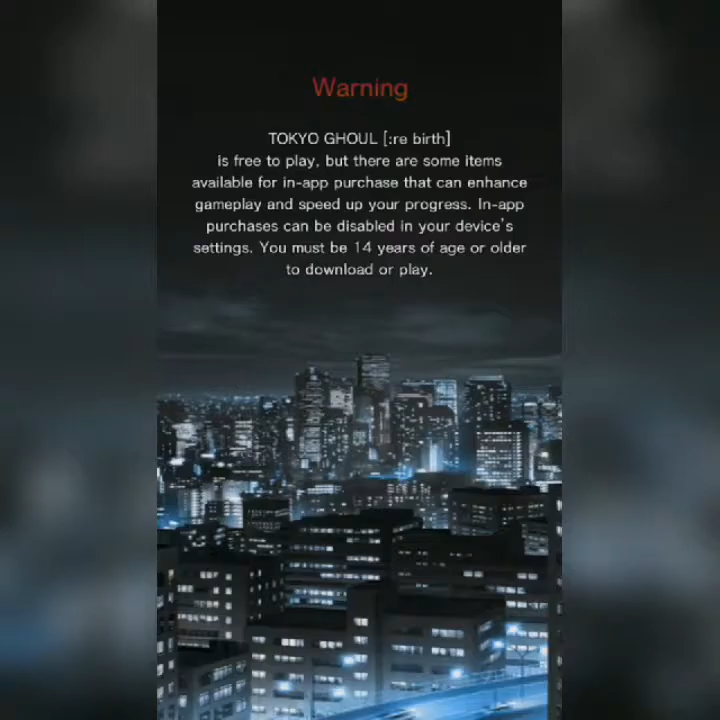 Warning
TOKYO GHOUL [:re birth]
is free to play, but there are some items
available for in-app purchase that can enhance
gameplay and speed up your progress. In-app
purchases can be disabled in your device's
settings. You must be 14 years of age or older
to download or play.